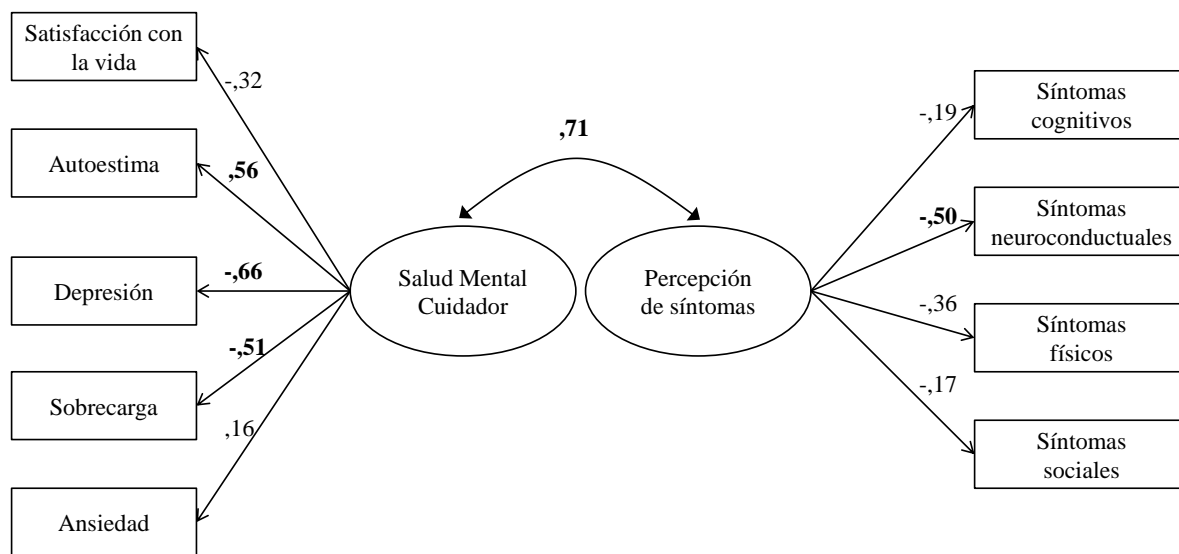 Satisfacción con
la vida
-,32
Autoestima
,56
Depresión
-,66
Sobrecarga
-,51
Ansiedad
,16
,71
Salud Mental
Cuidador
Percepción
de síntomas
-,19
Síntomas
cognitivos
-,50
Síntomas
neuroconductuales
-,36
Síntomas
físicos
-,17
Síntomas
sociales